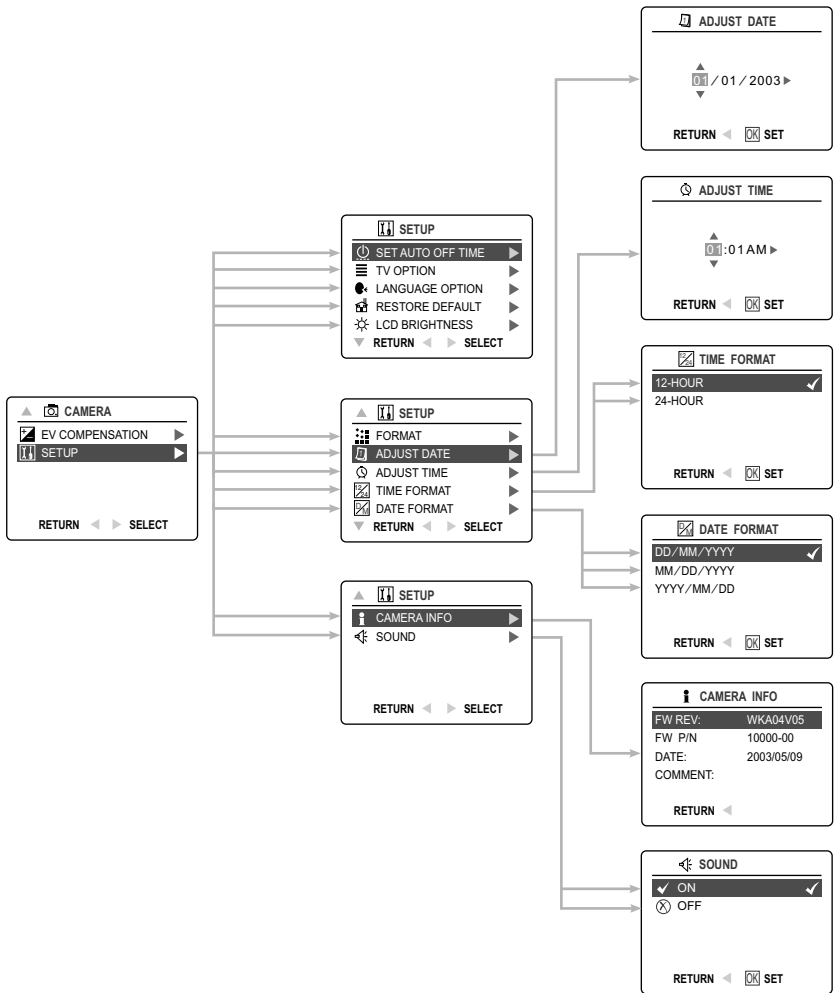 CAMERA
EV COMPENSATION
SETUP
RETURN SELECT
SETUP
SET AUTO OFF TIME
TV OPTION
LANGUAGE OPTION
RESTORE DEFAULT
LCD BRIGHTNESS
RETURN SELECT
SETUP
FORMAT
ADJUST DATE
ADJUST TIME
12/24 TIME FORMAT
D/M DATE FORMAT
RETURN SELECT
SETUP
CAMERA INFO
SOUND
RETURN SELECT
ADJUST DATE
01/01/2003
RETURN OK SET
ADJUST TIME
01:01AM
RETURN OK SET
12/24 TIME FORMAT
12-HOUR
24-HOUR
RETURN OK SET
D/M DATE FORMAT
DD/MM/YYYY
MM/DD/YYYY
YYYY/MM/DD
RETURN OK SET
CAMERA INFO
FW REV: WKA04V05
FW P/N 10000-00
DATE: 2003/05/09
COMMENT:
RETURN
SOUND
ON
OFF
RETURN OK SET